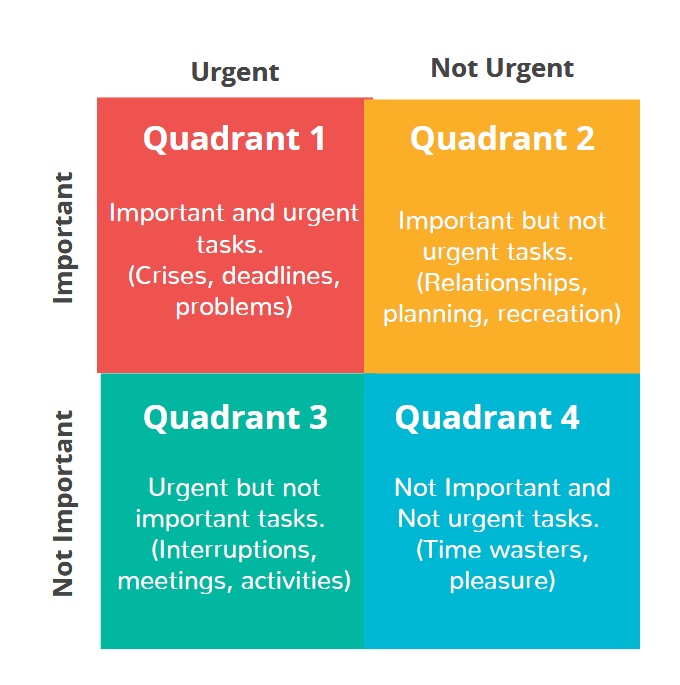 Urgent
Not Urgent
Important
Quadrant 1
Important and urgent
tasks.
(Crises, deadlines,
problems)
Quadrant 2
Important but not
urgent tasks.
(Relationships,
planning, recreation)
Not Important
Quadrant 3
Urgent but not
important tasks.
(Interruptions,
meetings, activities)
Quadrant 4
Not Important and
Not urgent tasks.
(Time wasters,
pleasure)